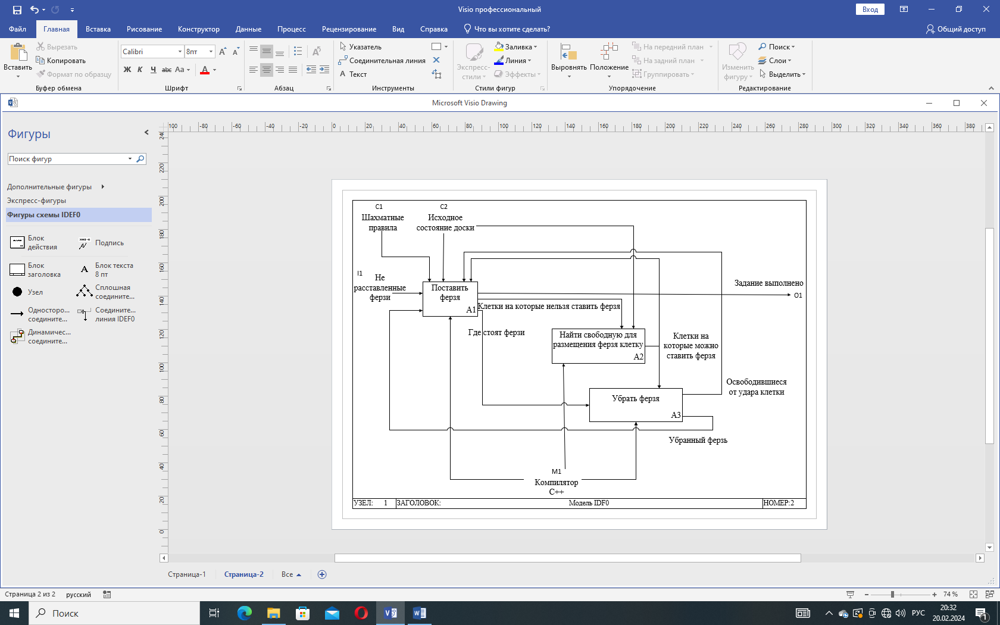 Visio профессиональный
Вход
Файл
Главная
Вставка
Рисование
Конструктор
Данные
Процесс
Рецензирование
Вид
Справка
Что вы хотите сделать?
Общий доступ
Вставить
Вырезать
Копировать
Формат по образцу
Буфер обмена
Calibri
8пт
Ж К Ч abc Aa A
Шрифт
Абзац
Указатель
Соединительная линия
A Текст
Инструменты
Экспресс-
стили
Заливка
Линия
Эффекты
Стили фигур
Выровнять
Положение
На передний план
На задний план
Группировать
Упорядочение
Изменить
фигуру
Поиск
Слои
Выделить
Редактирование
Microsoft Visio Drawing
Фигуры
Поиск фигур
Дополнительные фигуры
Экспресс-фигуры
Фигуры схемы IDEF0
Блок
действия
Подпись
Блок
заголовка
A
Блок текста
8 пт
Узел
Сплошная
соедините...
Односторо...
соедините...
Соедините...
линия IDEF0
Динамичес...
соедините...
100 -80 -60 -40 -20 0 20 40 60 80 100 120 140 160 180 200 220 240 260 280 300 320 340 360 380
240
220
200
180
160
140
120
100
80
60
40
20
0
C1
Шахматные
правила
C2
Исходное
состояние доски
I1
Не
расставленные
ферзи
Поставить
ферзя
A1
Задание выполнено
O1
Клетки на которые нельзя ставить ферзя
Где стоят ферзи
Найти свободную для
размещения ферзя клетку
A2
Клетки на
которые можно
ставить ферзя
Освободившиеся
от удара клетки
Убрать ферзя
A3
Убранный ферзь
M1
Компилятор
C++
УЗЕЛ: 1
ЗАГОЛОВОК:
Модель IDF0
НОМЕР:2
Страница-1
Страница-2
Все
Страница 2 из 2
русский
74 %
Поиск
РУС
20:32
20.02.2024
1